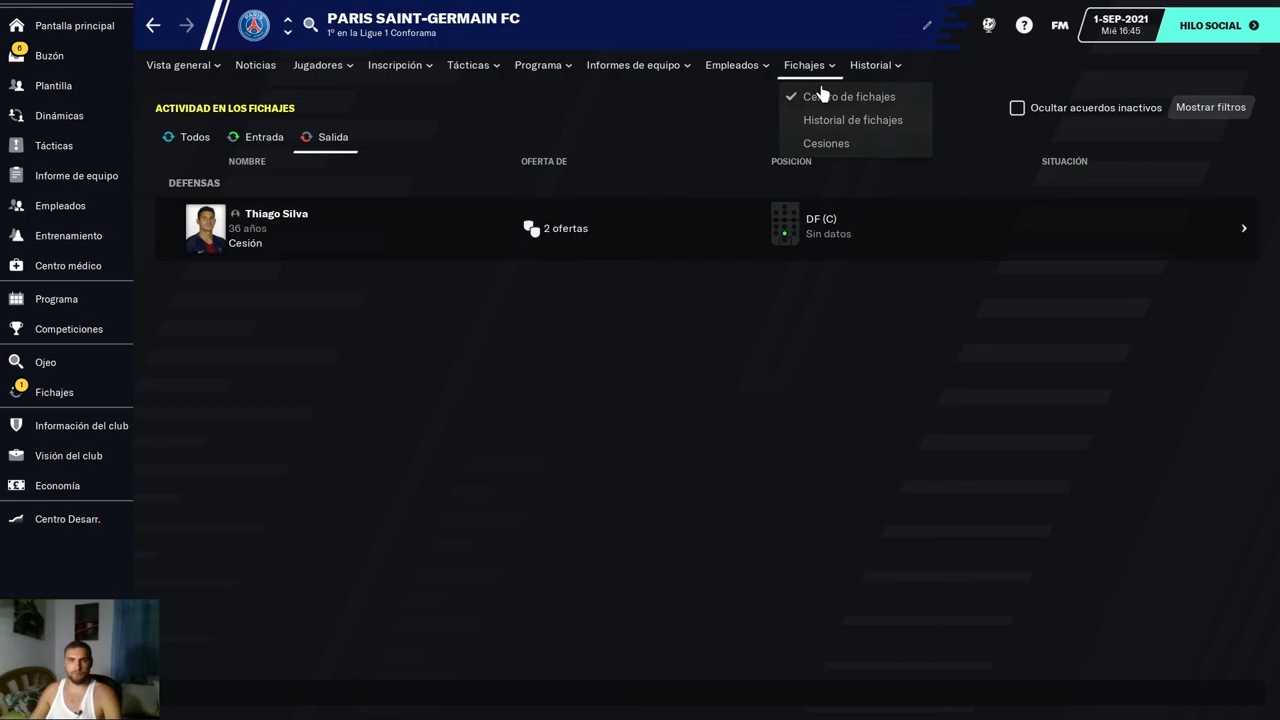 PARIS SAINT-GERMAIN FC
1º en la Ligue 1 Conforama
FM
1-SEP-2021
Mié 16:45
HILO SOCIAL
Pantalla principal
6
Buzón
Plantilla
Dinámicas
Tácticas
Informe de equipo
Empleados
Entrenamiento
Centro médico
Programa
Competiciones
Ojeo
1
Fichajes
Información del club
Visión del club
Economía
Centro Desarr.
Vista general
Noticias
Jugadores
Inscripción
Tácticas
Programa
Informes de equipo
Empleados
Fichajes
Historial
Centro de fichajes
Historial de fichajes
Cesiones
ACTIVIDAD EN LOS FICHAJES
Ocultar acuerdos inactivos
Mostrar filtros
Todos
Entrada
Salida
NOMBRE
OFERTA DE
POSICIÓN
SITUACIÓN
DEFENSAS
Thiago Silva
36 años
Cesión
2 ofertas
DF (C)
Sin datos